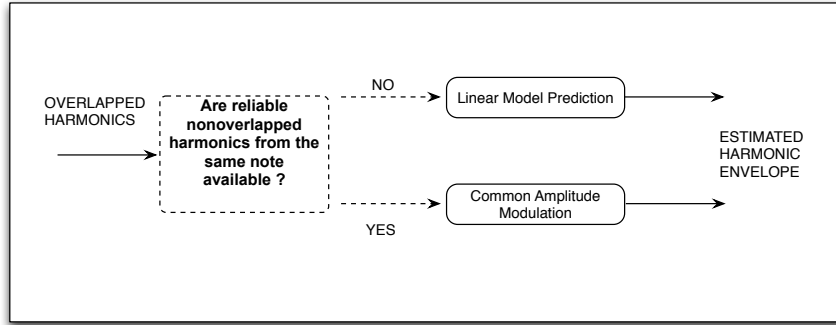 OVERLAPPED
HARMONICS
Are reliable
nonoverlapped
harmonics from the
same note
available ?
NO
Linear Model Prediction
YES
Common Amplitude
Modulation
ESTIMATED
HARMONIC
ENVELOPE